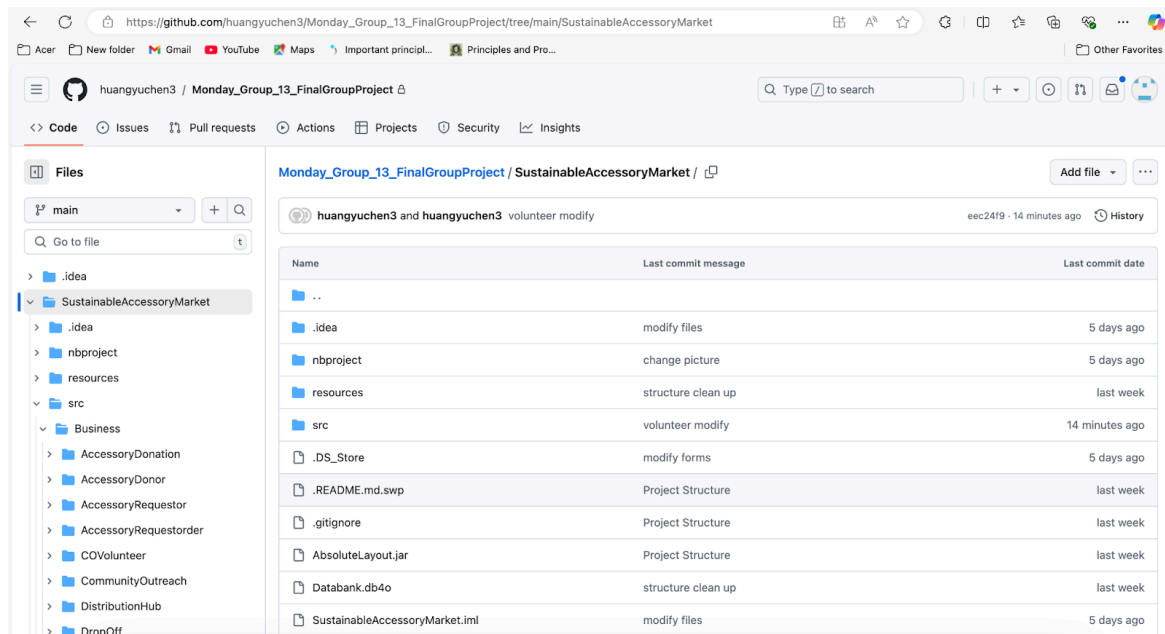 https://github.com/huangyuchen3/Monday_Group_13_FinalGroupProject/tree/main/SustainableAccessoryMarket
Acer New folder Gmail YouTube Maps Important principl... Principles and Pro... Other Favorites
huangyuchen3 / Monday_Group_13_FinalGroupProject Type / to search
Code Issues Pull requests Actions Projects Security Insights
Files
main
Go to file t
.idea
SustainableAccessoryMarket
.idea
nbproject
resources
src
Business
AccessoryDonation
AccessoryDonor
AccessoryRequestor
AccessoryRequestorder
COVolunteer
CommunityOutreach
DistributionHub
DropOff
Monday_Group_13_FinalGroupProject / SustainableAccessoryMarket / Add file
huangyuchen3 and huangyuchen3 volunteer modify eec24f9 · 14 minutes ago History
Name Last commit message Last commit date
..
.idea modify files 5 days ago
nbproject change picture 5 days ago
resources structure clean up last week
src volunteer modify 14 minutes ago
.DS_Store modify forms 5 days ago
.README.md.swp Project Structure last week
.gitignore Project Structure last week
AbsoluteLayout.jar Project Structure last week
Databank.db4o structure clean up last week
SustainableAccessoryMarket.iml modify files 5 days ago